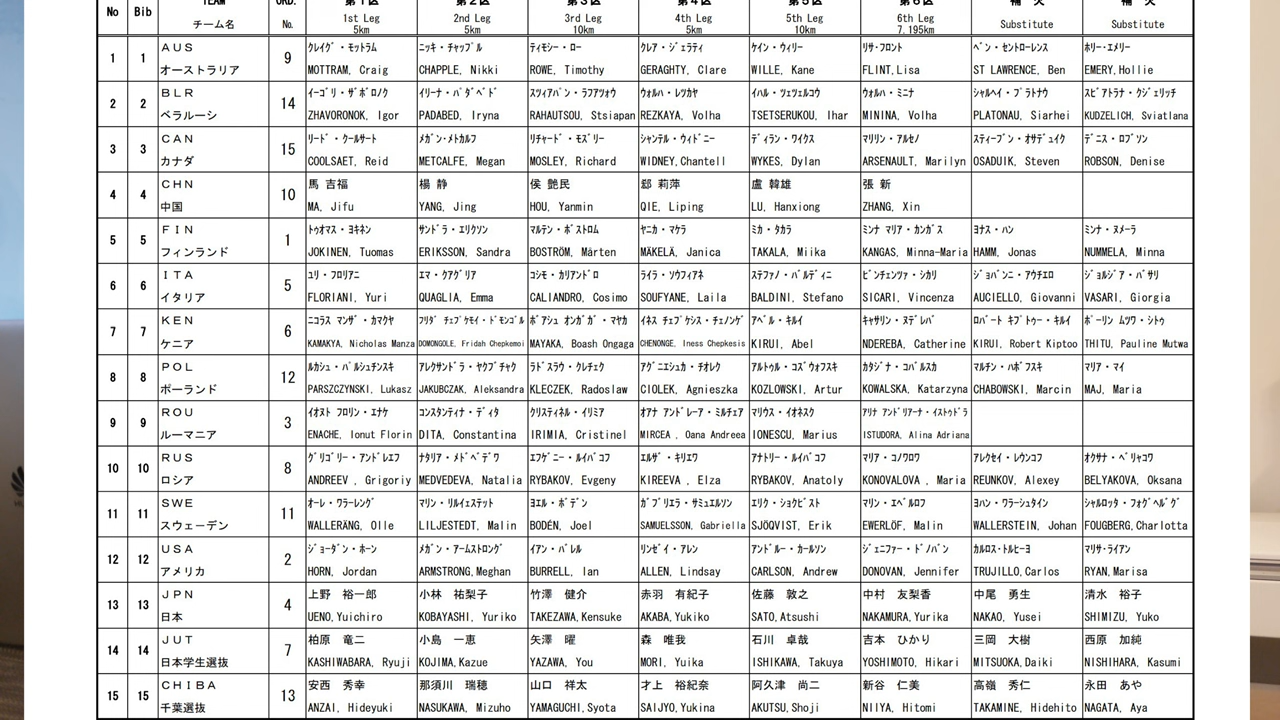 No Bib TEAM ORD. 第１区 第２区 第３区 第４区 第５区 第６区 補 欠 補 欠
チーム名 No. 1st Leg 2nd Leg 3rd Leg 4th Leg 5th Leg 6th Leg Substitute Substitute
5km 5km 10km 5km 10km 7.195km
1 1 ＡＵＳ 9 ｸﾚｲｸﾞ・ﾓｯﾄﾗﾑ ﾆｯｷ・ﾁｬｯﾌﾟﾙ ﾃｨﾓｼｰ・ﾛｰ ｸﾚｱ・ｼﾞｪﾗﾃｨ ｹｲﾝ・ｳｨﾘｰ ﾘｻ・ﾌﾛﾝﾄ ﾍﾞﾝ・ｾﾝﾄﾛｰﾚﾝｽ ﾎﾘｰ・ｴﾒﾘｰ
オーストラリア MOTTRAM, Craig CHAPPLE, Nikki ROWE, Timothy GERAGHTY, Clare WILLE, Kane FLINT,Lisa ST LAWRENCE, Ben EMERY,Hollie
2 2 ＢＬＲ 14 ｲｰｺﾞﾘ・ｻﾞﾎﾞﾛﾉｸ ｲﾘｰﾅ・ﾊﾟﾀﾞﾍﾞﾄﾞ ｽﾂｨｱﾊﾟﾝ・ﾗﾌｱﾂｫｳ ｳｫﾙﾊ・ﾚﾂｶﾔ ｲﾊﾙ・ﾂｪﾂｪﾙｺｳ ｳｫﾙﾊ・ﾐﾆﾅ ｼｬﾙﾍｲ・ﾌﾟﾗﾄﾅｳ ｽﾋﾞｱﾄﾗﾅ・ｸｼﾞｪﾘｯﾁ
ベラルーシ ZHAVORONOK, Igor PADABED, Iryna RAHAUTSOU, Stsiapan REZKAYA, Volha TSETSERUKOU, Ihar MININA, Volha PLATONAU, Siarhei KUDZELICH, Sviatlana
3 3 ＣＡＮ 15 ﾘｰﾄﾞ・ｸｰﾙｻｰﾄ ﾒｶﾞﾝ・ﾒﾄｶﾙﾌ ﾘﾁｬｰﾄﾞ・ﾓｽﾞﾘｰ ｼｬﾝﾃﾙ・ｳｨﾄﾞﾆｰ ﾃﾞｨﾗﾝ・ﾜｲｸｽ ﾏﾘﾘﾝ・ｱﾙｾﾉ ｽﾃｨｰﾌﾞﾝ・ｵｻﾃﾞｭｲｸ ﾃﾞﾆｽ・ﾛﾌﾞｿﾝ
カナダ COOLSAET, Reid METCALFE, Megan MOSLEY, Richard WIDNEY,Chantell WYKES, Dylan ARSENAULT, Marilyn OSADUIK, Steven ROBSON, Denise
4 4 ＣＨＮ 10 馬 吉福 楊 静 侯 艶民 郄 莉萍 盧 韓雄 張 新
中国 MA, Jifu YANG, Jing HOU, Yanmin QIE, Liping LU, Hanxiong ZHANG, Xin
5 5 ＦＩＮ 1 ﾄｩｵﾏｽ・ﾖｷﾈﾝ ｻﾝﾄﾞﾗ・ｴﾘｸｿﾝ ﾏﾙﾃﾝ・ﾎﾞｽﾄﾛﾑ ﾔﾆｶ・ﾏｹﾗ ﾐｶ・ﾀｶﾗ ﾐﾝﾅ ﾏﾘｱ・ｶﾝｶﾞｽ ﾖﾅｽ・ﾊﾝ ﾐﾝﾅ・ﾇﾒｰﾗ
フィンランド JOKINEN, Tuomas ERIKSSON, Sandra BOSTRÖM, Mårten MÄKELÄ, Janica TAKALA, Miika KANGAS, Minna-Maria HAMM, Jonas NUMMELA, Minna
6 6 ＩＴＡ 5 ﾕﾘ・ﾌﾛﾘｱﾆ ｴﾏ・ｸｱｸﾞﾘｱ ｺｼﾓ・ｶﾘｱﾝﾄﾞﾛ ﾗｲﾗ・ｿｳﾌｨｱﾈ ｽﾃﾌｧﾉ・ﾊﾞﾙﾃﾞｨﾆ ﾋﾞﾝﾁｪﾝﾂｧ・ｼｶﾘ ｼﾞｮﾊﾞﾝﾆ・ｱｳﾁｴﾛ ｼﾞｮﾙｼﾞｱ・ﾊﾞｻﾘ
イタリア FLORIANI, Yuri QUAGLIA, Emma CALIANDRO, Cosimo SOUFYANE, Laila BALDINI, Stefano SICARI, Vincenza AUCIELLO, Giovanni VASARI, Giorgia
7 7 ＫＥＮ 6 ﾆｺﾗｽ ﾏﾝｻﾞ・ｶﾏｸﾔ ﾌﾘﾀﾞ ﾁｪﾌﾟｹﾓｲ・ﾄﾞﾓﾝｺﾞﾙ ﾎﾞｱｼｭ ｵﾝｶﾞｶﾞ・ﾏﾔｶ ｲﾈｽ ﾁｪﾌﾟｹｼｽ・ﾁｪﾉﾝｹﾞ ｱﾍﾞﾙ・ｷﾙｲ ｷｬｻﾘﾝ・ﾇﾃﾞﾚﾊﾞ ﾛﾊﾞｰﾄ ｷﾌﾟﾄｩｰ・ｷﾙｲ ﾎﾟｰﾘﾝ ﾑﾂﾜ・ｼﾄｩ
ケニア KAMAKYA, Nicholas Manza DOMONGOLE, Fridah Chepkemoi MAYAKA, Boash Ongaga CHENONGE, Iness Chepkesis KIRUI, Abel NDEREBA, Catherine KIRUI, Robert Kiptoo THITU, Pauline Mutwa
8 8 ＰＯＬ 12 ﾙｶｼｭ・ﾊﾟﾙｼｭﾁﾝｽｷ ｱﾚｸｻﾝﾄﾞﾗ・ﾔｸﾌﾞﾁｬｸ ﾗﾄﾞｽﾗｳ・ｸﾚﾁｪｸ ｱｸﾞﾆｴｼｭｶ・ﾁｵﾚｸ ｱﾙﾄｩﾙ・ｺｽﾞｳｫﾌｽｷ ｶﾀｼﾞﾅ・ｺﾊﾞﾙｽｶ ﾏﾙﾁﾝ・ﾊﾎﾞﾌｽｷ ﾏﾘｱ・ﾏｲ
ポーランド PARSZCZYNSKI, Lukasz JAKUBCZAK, Aleksandra KLECZEK, Radoslaw CIOLEK, Agnieszka KOZLOWSKI, Artur KOWALSKA, Katarzyna CHABOWSKI, Marcin MAJ, Maria
9 9 ＲＯＵ 3 ｲｵｽﾄ ﾌﾛﾘﾝ・ｴﾅｹ ｺﾝｽﾀﾝﾃｨﾅ・ﾃﾞｨﾀ ｸﾘｽﾃｨﾈﾙ・ｲﾘﾐｱ ｵｱﾅ ｱﾝﾄﾞﾚｰｱ・ﾐﾙﾁｪｱ ﾏﾘｳｽ・ｲｵﾈｽｸ ｱﾘﾅ ｱﾝﾄﾞﾘｱｰﾅ・ｲｽﾄｩﾄﾞﾗ
ルーマニア ENACHE, Ionut Florin DITA, Constantina IRIMIA, Cristinel MIRCEA , Oana Andreea IONESCU, Marius ISTUDORA, Alina Adriana
10 10 ＲＵＳ 8 ｸﾞﾘｺﾞﾘｰ・ｱﾝﾄﾞﾚｴﾌ ﾅﾀﾘｱ・ﾒﾄﾞﾍﾞﾃﾞﾜ ｴﾌｹﾞﾆｰ・ﾙｲﾊﾞｺﾌ ｴﾙｻﾞ・ｷﾘｴﾜ ｱﾅﾄﾘｰ・ﾙｲﾊﾞｺﾌ ﾏﾘｱ・ｺﾉﾜﾛﾜ ｱﾚｸｾｲ・ﾚｳﾝｺﾌ ｵｸｻﾅ・ﾍﾞﾘｬｺﾜ
ロシア ANDREEV , Grigoriy MEDVEDEVA, Natalia RYBAKOV, Evgeny KIREEVA , Elza RYBAKOV, Anatoly KONOVALOVA , Maria REUNKOV, Alexey BELYAKOVA, Oksana
11 11 ＳＷＥ 11 ｵｰﾚ・ﾜﾗｰﾚﾝｸﾞ ﾏﾘﾝ・ﾘﾙｲｪｽﾃｯﾄ ﾖｴﾙ・ﾎﾞﾃﾞﾝ ｶﾞﾌﾞﾘｴﾗ・ｻﾐｭｴﾙｿﾝ ｴﾘｸ・ｼｮｸﾋﾞｽﾄ ﾏﾘﾝ・ｴﾍﾞﾙﾛﾌ ﾖﾊﾝ・ﾜﾗｰｼｭﾀｲﾝ ｼｬﾙﾛｯﾀ・ﾌｫｸﾞﾍﾞﾙｸﾞ
スウェーデン WALLERÄNG, Olle LILJESTEDT, Malin BODÉN, Joel SAMUELSSON, Gabriella SJÖQVIST, Erik EWERLÖF, Malin WALLERSTEIN, Johan FOUGBERG,Charlotta
12 12 ＵＳＡ 2 ｼﾞｮｰﾀﾞﾝ・ﾎｰﾝ ﾒｶﾞﾝ・ｱｰﾑｽﾄﾛﾝｸﾞ ｲｱﾝ・ﾊﾞﾚﾙ ﾘﾝｾﾞｲ・ｱﾚﾝ ｱﾝﾄﾞﾙｰ・ｶｰﾙｿﾝ ｼﾞｪﾆﾌｧｰ・ﾄﾞﾉﾊﾞﾝ ｶﾙﾛｽ・ﾄﾙﾋｰﾖ ﾏﾘｻ・ﾗｲｱﾝ
アメリカ HORN, Jordan ARMSTRONG,Meghan BURRELL, Ian ALLEN, Lindsay CARLSON, Andrew DONOVAN, Jennifer TRUJILLO,Carlos RYAN,Marisa
13 13 ＪＰＮ 4 上野 裕一郎 小林 祐梨子 竹澤 健介 赤羽 有紀子 佐藤 敦之 中村 友梨香 中尾 勇生 清水 裕子
日本 UENO,Yuichiro KOBAYASHI, Yuriko TAKEZAWA,Kensuke AKABA,Yukiko SATO,Atsushi NAKAMURA,Yurika NAKAO, Yusei SHIMIZU, Yuko
14 14 ＪＵＴ 7 柏原 竜二 小島 一恵 矢澤 曜 森 唯我 石川 卓哉 吉本 ひかり 三岡 大樹 西原 加純
日本学生選抜 KASHIWABARA, Ryuji KOJIMA,Kazue YAZAWA, You MORI, Yuika ISHIKAWA, Takuya YOSHIMOTO, Hikari MITSUOKA,Daiki NISHIHARA, Kasumi
15 15 ＣＨＩＢＡ 13 安西 秀幸 那須川 瑞穂 山口 祥太 才上 裕紀奈 阿久津 尚二 新谷 仁美 高嶺 秀仁 永田 あや
千葉選抜 ANZAI, Hideyuki NASUKAWA, Mizuho YAMAGUCHI,Syota SAIJYO,Yukina AKUTSU,Shoji NIIYA, Hitomi TAKAMINE, Hidehito NAGATA, Aya